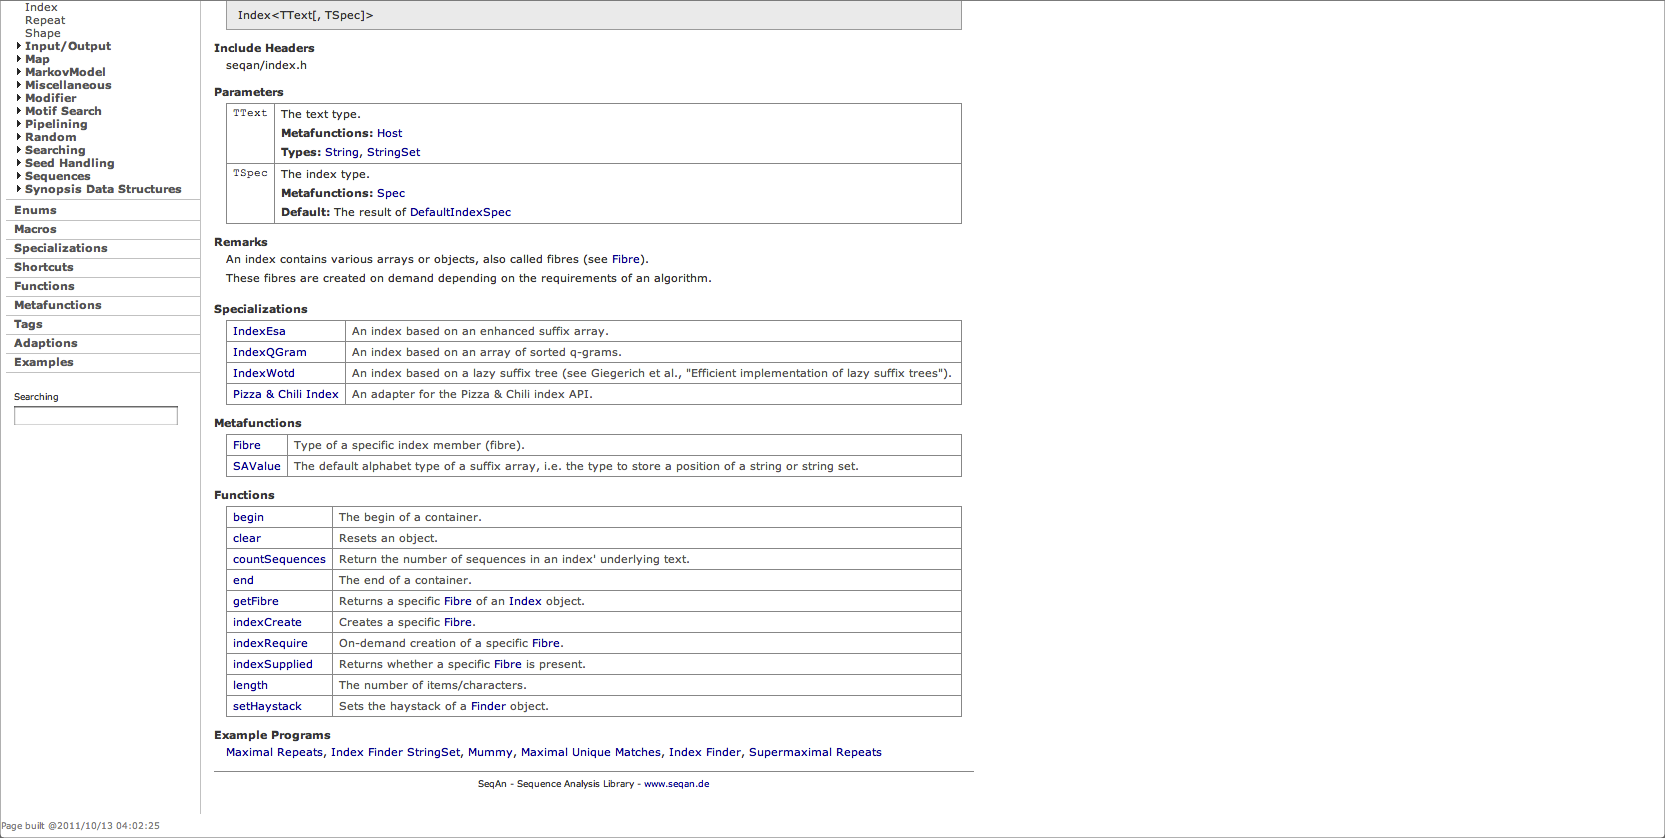 Index
Repeat
Shape
Input/Output
Map
MarkovModel
Miscellaneous
Modifier
Motif Search
Pipelining
Random
Searching
Seed Handling
Sequences
Synopsis Data Structures
Enums
Macros
Specializations
Shortcuts
Functions
Metafunctions
Tags
Adaptions
Examples
Searching
Index<TText[, TSpec]>
Include Headers
seqan/index.h
Parameters
TText The text type.
Metafunctions: Host
Types: String, StringSet
TSpec The index type.
Metafunctions: Spec
Default: The result of DefaultIndexSpec
Remarks
An index contains various arrays or objects, also called fibres (see Fibre).
These fibres are created on demand depending on the requirements of an algorithm.
Specializations
IndexEsa An index based on an enhanced suffix array.
IndexQGram An index based on an array of sorted q-grams.
IndexWotd An index based on a lazy suffix tree (see Giegerich et al., "Efficient implementation of lazy suffix trees").
Pizza & Chili Index An adapter for the Pizza & Chili index API.
Metafunctions
Fibre Type of a specific index member (fibre).
SAValue The default alphabet type of a suffix array, i.e. the type to store a position of a string or string set.
Functions
begin The begin of a container.
clear Resets an object.
countSequences Return the number of sequences in an index' underlying text.
end The end of a container.
getFibre Returns a specific Fibre of an Index object.
indexCreate Creates a specific Fibre.
indexRequire On-demand creation of a specific Fibre.
indexSupplied Returns whether a specific Fibre is present.
length The number of items/characters.
setHaystack Sets the haystack of a Finder object.
Example Programs
Maximal Repeats, Index Finder StringSet, Mummy, Maximal Unique Matches, Index Finder, Supermaximal Repeats
SeqAn - Sequence Analysis Library - www.seqan.de
Page built @2011/10/13 04:02:25